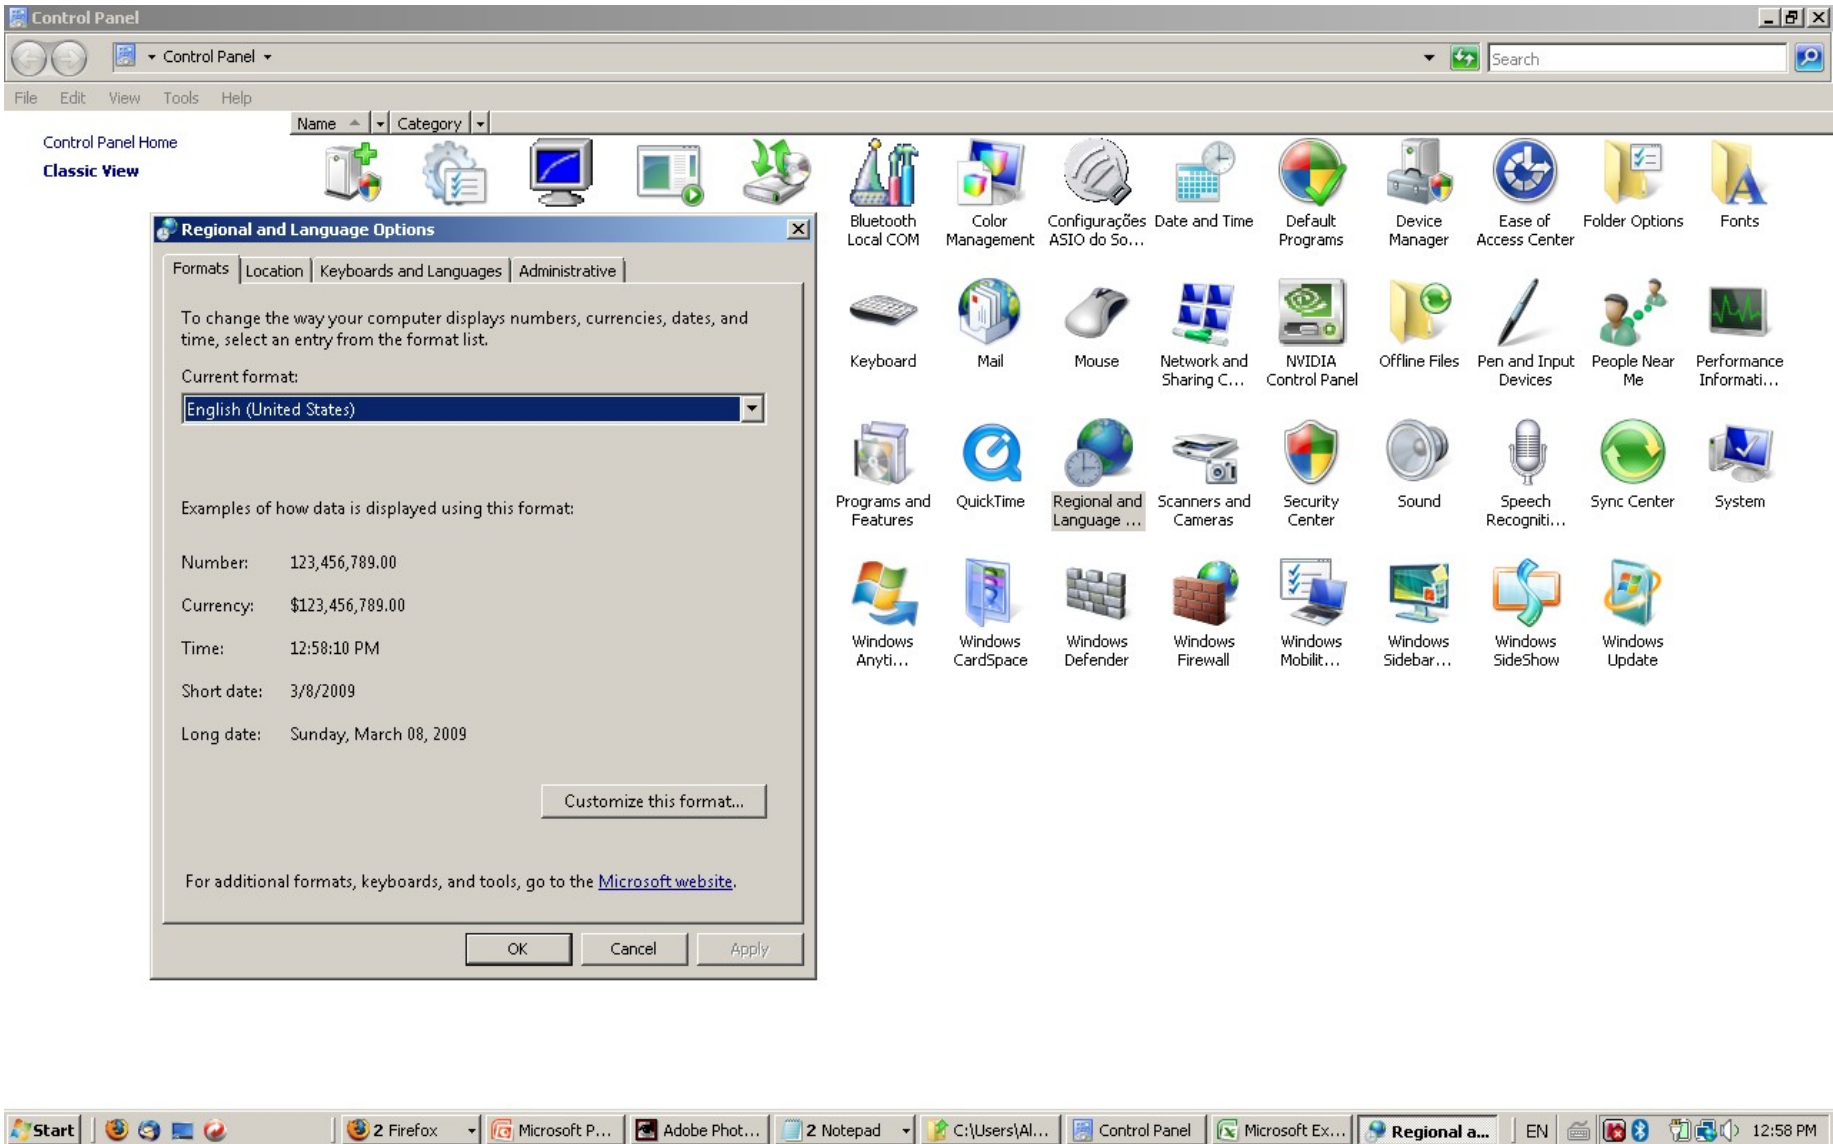 Control Panel
Control Panel
Search
File Edit View Tools Help
Name Category
Control Panel Home
Classic View
Bluetooth Local COM
Color Management
Configurações ASIO do So...
Date and Time
Default Programs
Device Manager
Ease of Access Center
Folder Options
Fonts
Keyboard
Mail
Mouse
Network and Sharing C...
NVIDIA Control Panel
Offline Files
Pen and Input Devices
People Near Me
Performance Informati...
Programs and Features
QuickTime
Regional and Language ...
Scanners and Cameras
Security Center
Sound
Speech Recogniti...
Sync Center
System
Windows Anyti...
Windows CardSpace
Windows Defender
Windows Firewall
Windows Mobilit...
Windows Sidebar...
Windows SideShow
Windows Update
Regional and Language Options
Formats Location Keyboards and Languages Administrative
To change the way your computer displays numbers, currencies, dates, and
time, select an entry from the format list.
Current format:
English (United States)
Examples of how data is displayed using this format:
Number: 123,456,789.00
Currency: $123,456,789.00
Time: 12:58:10 PM
Short date: 3/8/2009
Long date: Sunday, March 08, 2009
Customize this format...
For additional formats, keyboards, and tools, go to the Microsoft website.
OK Cancel Apply
Start 2 Firefox Microsoft P... Adobe Phot... 2 Notepad C:\Users\Al... Control Panel Microsoft Ex... Regional a... EN 12:58 PM